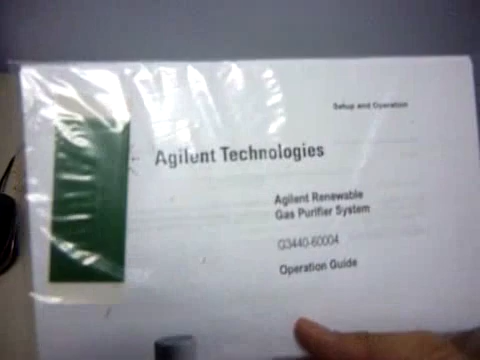 Setup and Operation
Agilent Technologies
Agilent Renewable
Gas Purifier System
G3440-60004
Operation Guide